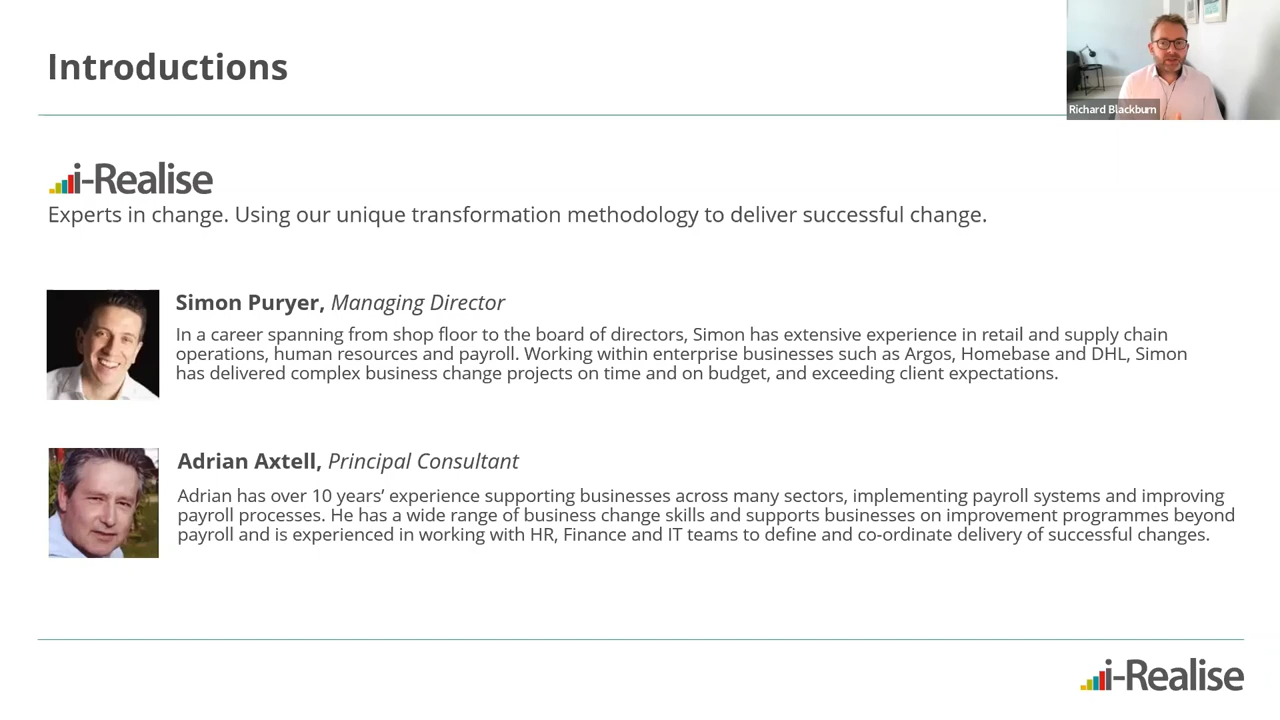 Introductions
Richard Blackburn
i-Realise
Experts in change. Using our unique transformation methodology to deliver successful change.
Simon Puryer, Managing Director
In a career spanning from shop floor to the board of directors, Simon has extensive experience in retail and supply chain
operations, human resources and payroll. Working within enterprise businesses such as Argos, Homebase and DHL, Simon
has delivered complex business change projects on time and on budget, and exceeding client expectations.
Adrian Axtell, Principal Consultant
Adrian has over 10 years’ experience supporting businesses across many sectors, implementing payroll systems and improving
payroll processes. He has a wide range of business change skills and supports businesses on improvement programmes beyond
payroll and is experienced in working with HR, Finance and IT teams to define and co-ordinate delivery of successful changes.
i-Realise